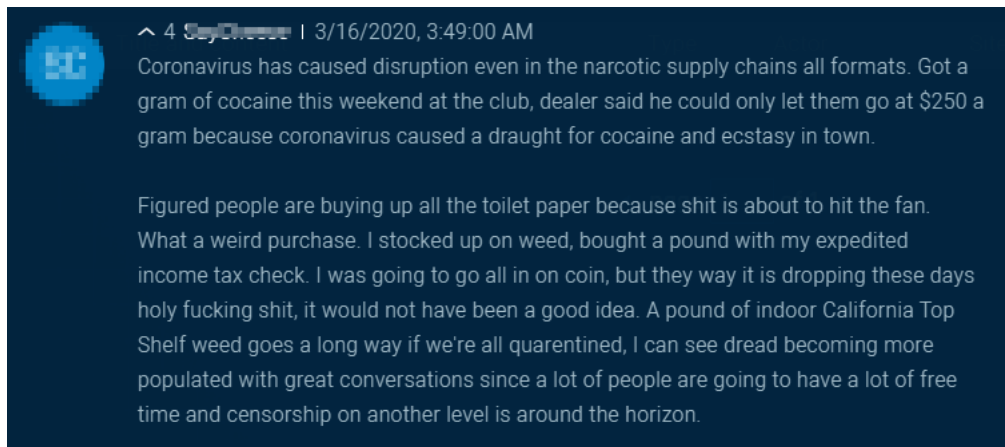 4 | 3/16/2020, 3:49:00 AM
Coronavirus has caused disruption even in the narcotic supply chains all formats. Got a
gram of cocaine this weekend at the club, dealer said he could only let them go at $250 a
gram because coronavirus caused a draught for cocaine and ecstasy in town.
Figured people are buying up all the toilet paper because shit is about to hit the fan.
What a weird purchase. I stocked up on weed, bought a pound with my expedited
income tax check. I was going to go all in on coin, but they way it is dropping these days
holy fucking shit, it would not have been a good idea. A pound of indoor California Top
Shelf weed goes a long way if we're all quarentined, I can see dread becoming more
populated with great conversations since a lot of people are going to have a lot of free
time and censorship on another level is around the horizon.